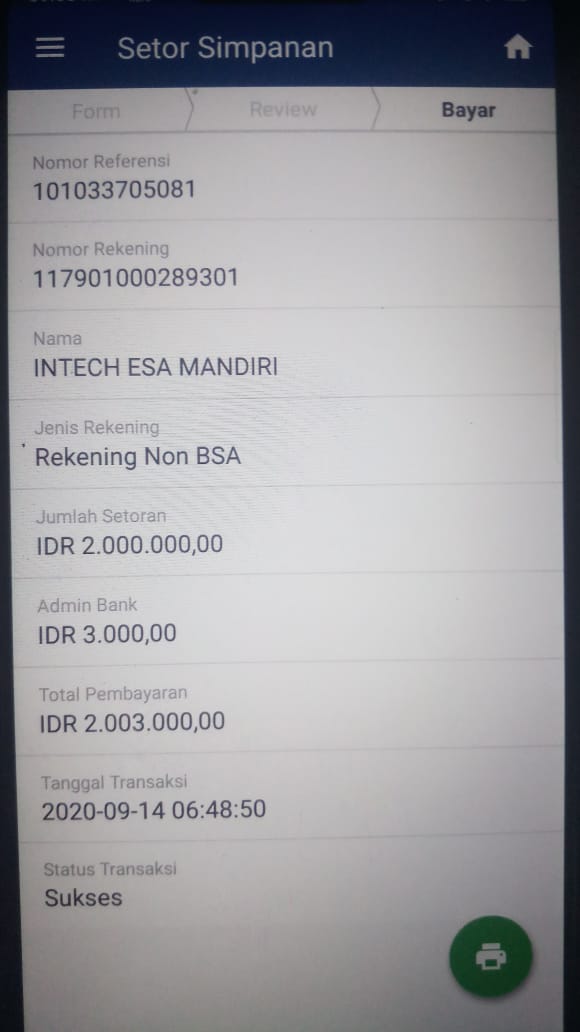 Setor Simpanan
Form
Review
Bayar
Nomor Referensi
101033705081
Nomor Rekening
117901000289301
Nama
INTECH ESA MANDIRI
Jenis Rekening
Rekening Non BSA
Jumlah Setoran
IDR 2.000.000,00
Admin Bank
IDR 3.000,00
Total Pembayaran
IDR 2.003.000,00
Tanggal Transaksi
2020-09-14 06:48:50
Status Transaksi
Sukses